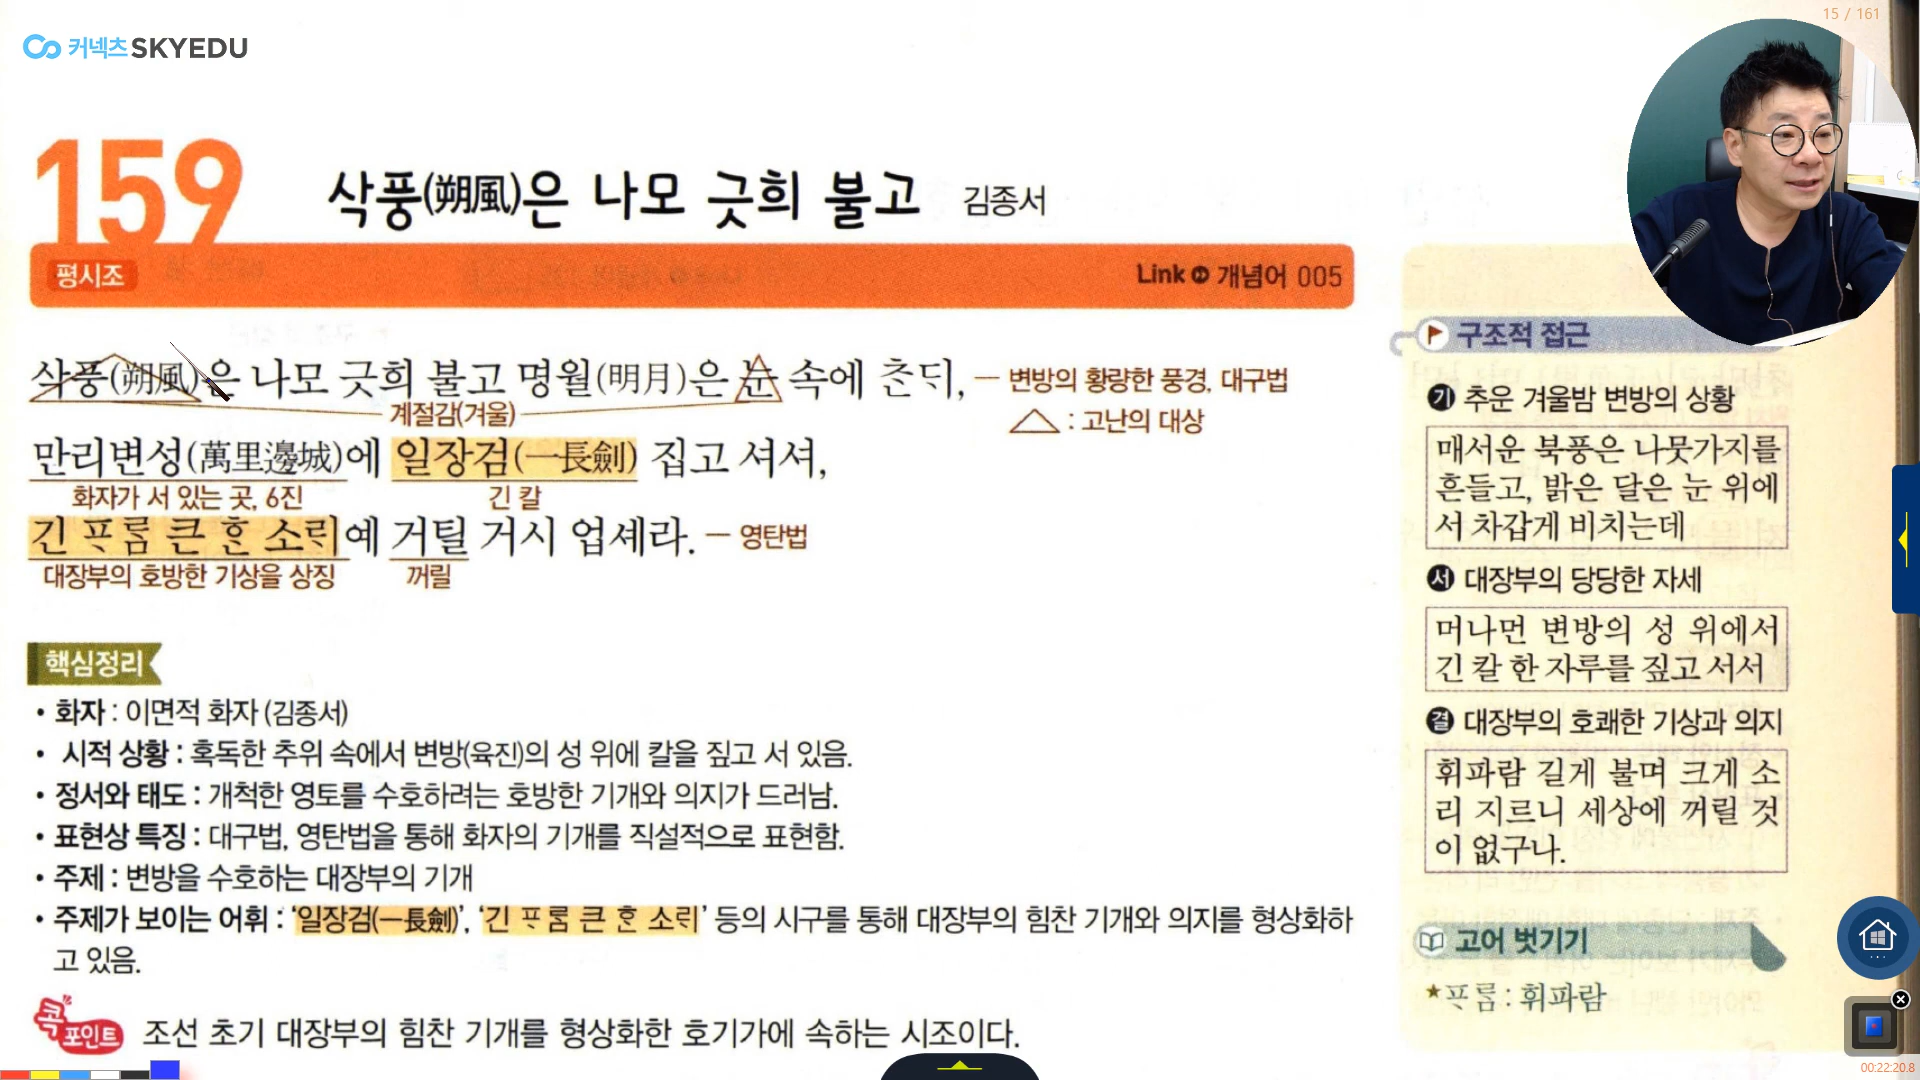 15 / 161
커넥츠 SKYEDU
159
삭풍(朔風)은 나모 긋희 불고 김종서
평시조
Link 개념어 005
삭풍(朔風)은 나모 긋희 불고 명월(明月)은 눈 속에 ᄎᆞᆫ듸, ─ 변방의 황량한 풍경, 대구법
계절감(겨울)
△ : 고난의 대상
만리변성(萬里邊城)에 일장검(一長劍) 집고 셔셔,
화자가 서 있는 곳, 6진
긴 칼
긴 ᄑᆞ람 큰 ᄒᆞᆫ 소ᄅᆡ예 거틸 거시 업세라. ─ 영탄법
대장부의 호방한 기상을 상징
꺼릴
핵심정리
• 화자 : 이면적 화자 (김종서)
• 시적 상황 : 혹독한 추위 속에서 변방(육진)의 성 위에 칼을 짚고 서 있음.
• 정서와 태도 : 개척한 영토를 수호하려는 호방한 기개와 의지가 드러남.
• 표현상 특징 : 대구법, 영탄법을 통해 화자의 기개를 직설적으로 표현함.
• 주제 : 변방을 수호하는 대장부의 기개
• 주제가 보이는 어휘 : ‘일장검(一長劍)’, ‘긴 ᄑᆞ람 큰 ᄒᆞᆫ 소ᄅᆡ’ 등의 시구를 통해 대장부의 힘찬 기개와 의지를 형상화하
고 있음.
콕 포인트 조선 초기 대장부의 힘찬 기개를 형상화한 호기가에 속하는 시조이다.
구조적 접근
기 추운 겨울밤 변방의 상황
매서운 북풍은 나뭇가지를
흔들고, 밝은 달은 눈 위에
서 차갑게 비치는데
서 대장부의 당당한 자세
머나먼 변방의 성 위에서
긴 칼 한 자루를 짚고 서서
결 대장부의 호쾌한 기상과 의지
휘파람 길게 불며 크게 소
리 지르니 세상에 꺼릴 것
이 없구나.
고어 벗기기
★ᄑᆞ람 : 휘파람
00:22:20.8